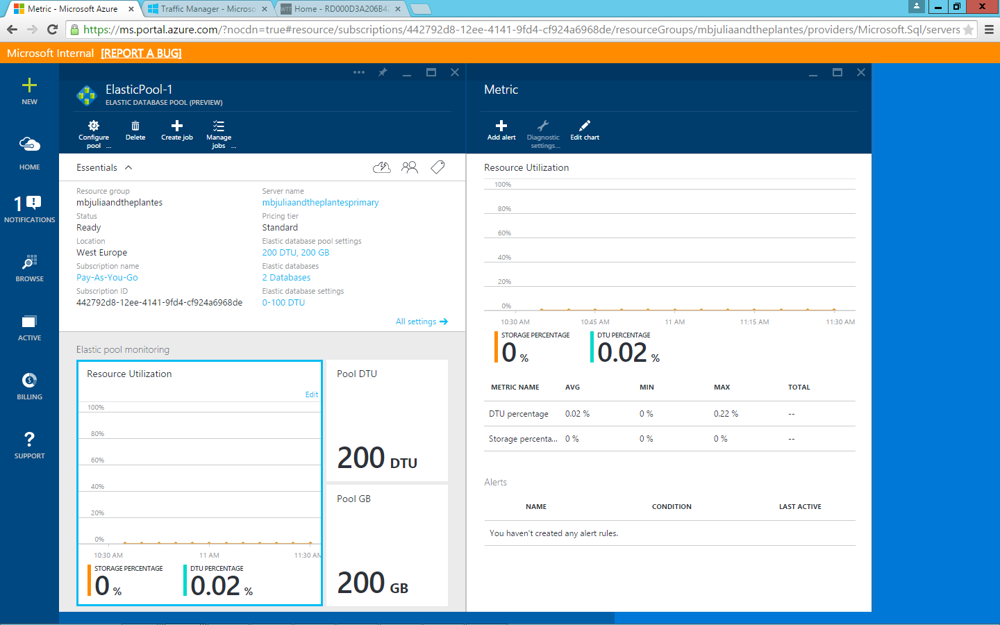 Metric - Microsoft Azure
Traffic Manager - Microso
Home - RD000D3A206B42
https://ms.portal.azure.com/?nocdn=true#resource/subscriptions/442792d8-12ee-4141-9fd4-cf924a6968de/resourceGroups/mbjuliaandtheplantes/providers/Microsoft.Sql/servers
Microsoft Internal [REPORT A BUG]
NEW
HOME
1
NOTIFICATIONS
BROWSE
ACTIVE
BILLING
SUPPORT
ElasticPool-1
ELASTIC DATABASE POOL (PREVIEW)
Configure pool ...
Delete
Create job
Manage jobs ...
Essentials
Resource group
mbjuliaandtheplantes
Status
Ready
Location
West Europe
Subscription name
Pay-As-You-Go
Subscription ID
442792d8-12ee-4141-9fd4-cf924a6968de
Server name
mbjuliaandtheplantesprimary
Pricing tier
Standard
Elastic database pool settings
200 DTU, 200 GB
Elastic databases
2 Databases
Elastic database settings
0-100 DTU
All settings
Elastic pool monitoring
Resource Utilization
Edit
100%
80%
60%
40%
20%
0%
10:30 AM 11 AM 11:30 AM
STORAGE PERCENTAGE
0 %
DTU PERCENTAGE
0.02 %
Pool DTU
200 DTU
Pool GB
200 GB
Metric
Add alert
Diagnostic settings...
Edit chart
Resource Utilization
100%
80%
60%
40%
20%
0%
10:30 AM 10:45 AM 11 AM 11:15 AM 11:30 AM
STORAGE PERCENTAGE
0 %
DTU PERCENTAGE
0.02 %
METRIC NAME AVG MIN MAX TOTAL
DTU percentage 0.02 % 0 % 0.22 % --
Storage percenta... 0 % 0 % 0 % --
Alerts
NAME CONDITION LAST ACTIVE
You haven't created any alert rules.